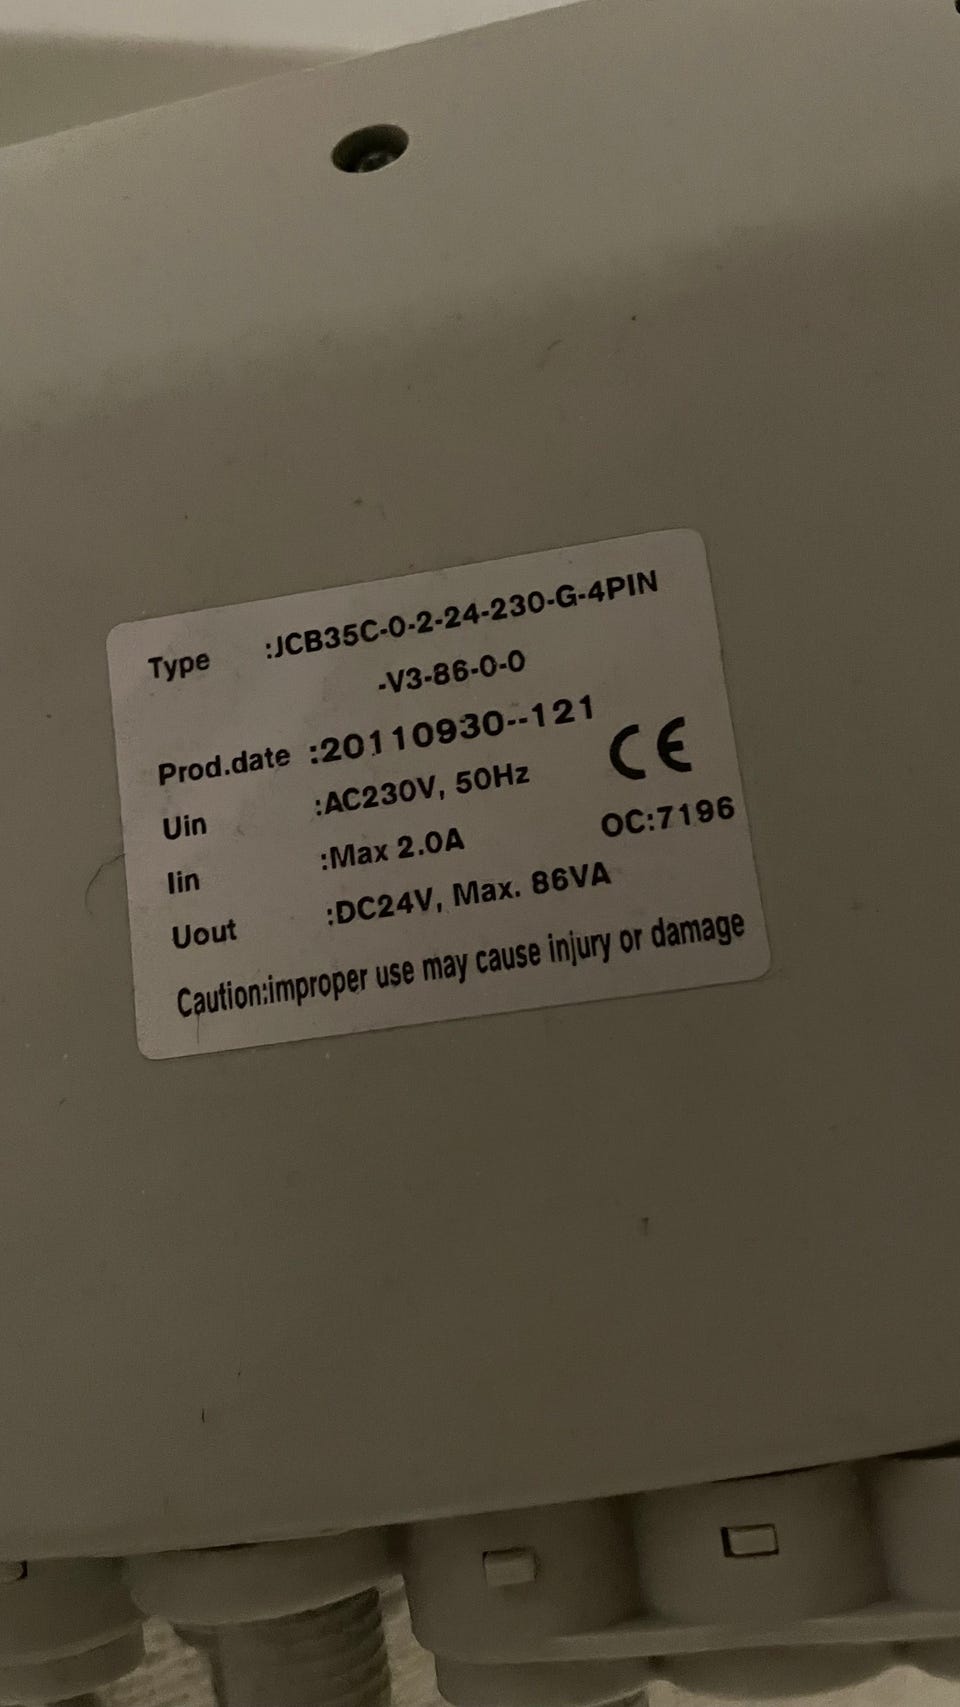 Type :JCB35C-0-2-24-230-G-4PIN
-V3-86-0-0
Prod.date :20110930--121
Uin :AC230V, 50Hz CE
Iin :Max 2.0A OC:7196
Uout :DC24V, Max. 86VA
Caution:improper use may cause injury or damage